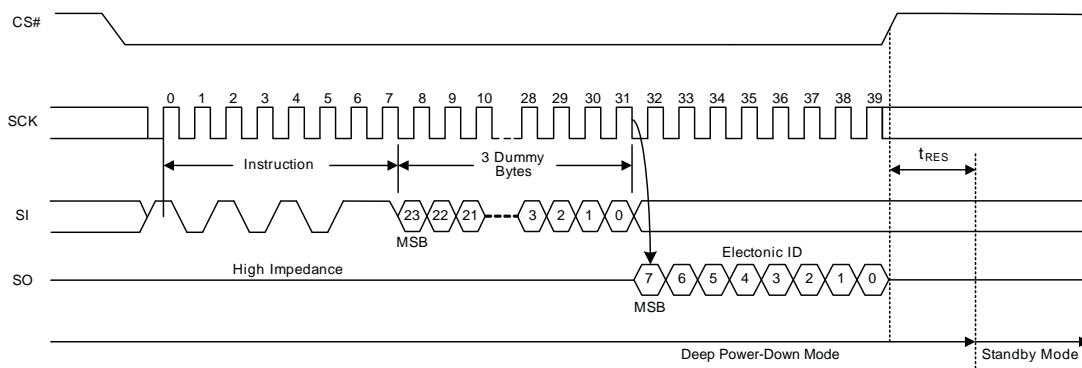 CS#
0 1 2 3 4 5 6 7 8 9 10 28 29 30 31 32 33 34 35 36 37 38 39
SCK
Instruction
3 Dummy
Bytes
tRES
SI
23 22 21 3 2 1 0
MSB
High Impedance
Electonic ID
SO
7 6 5 4 3 2 1 0
MSB
Deep Power-Down Mode
Standby Mode